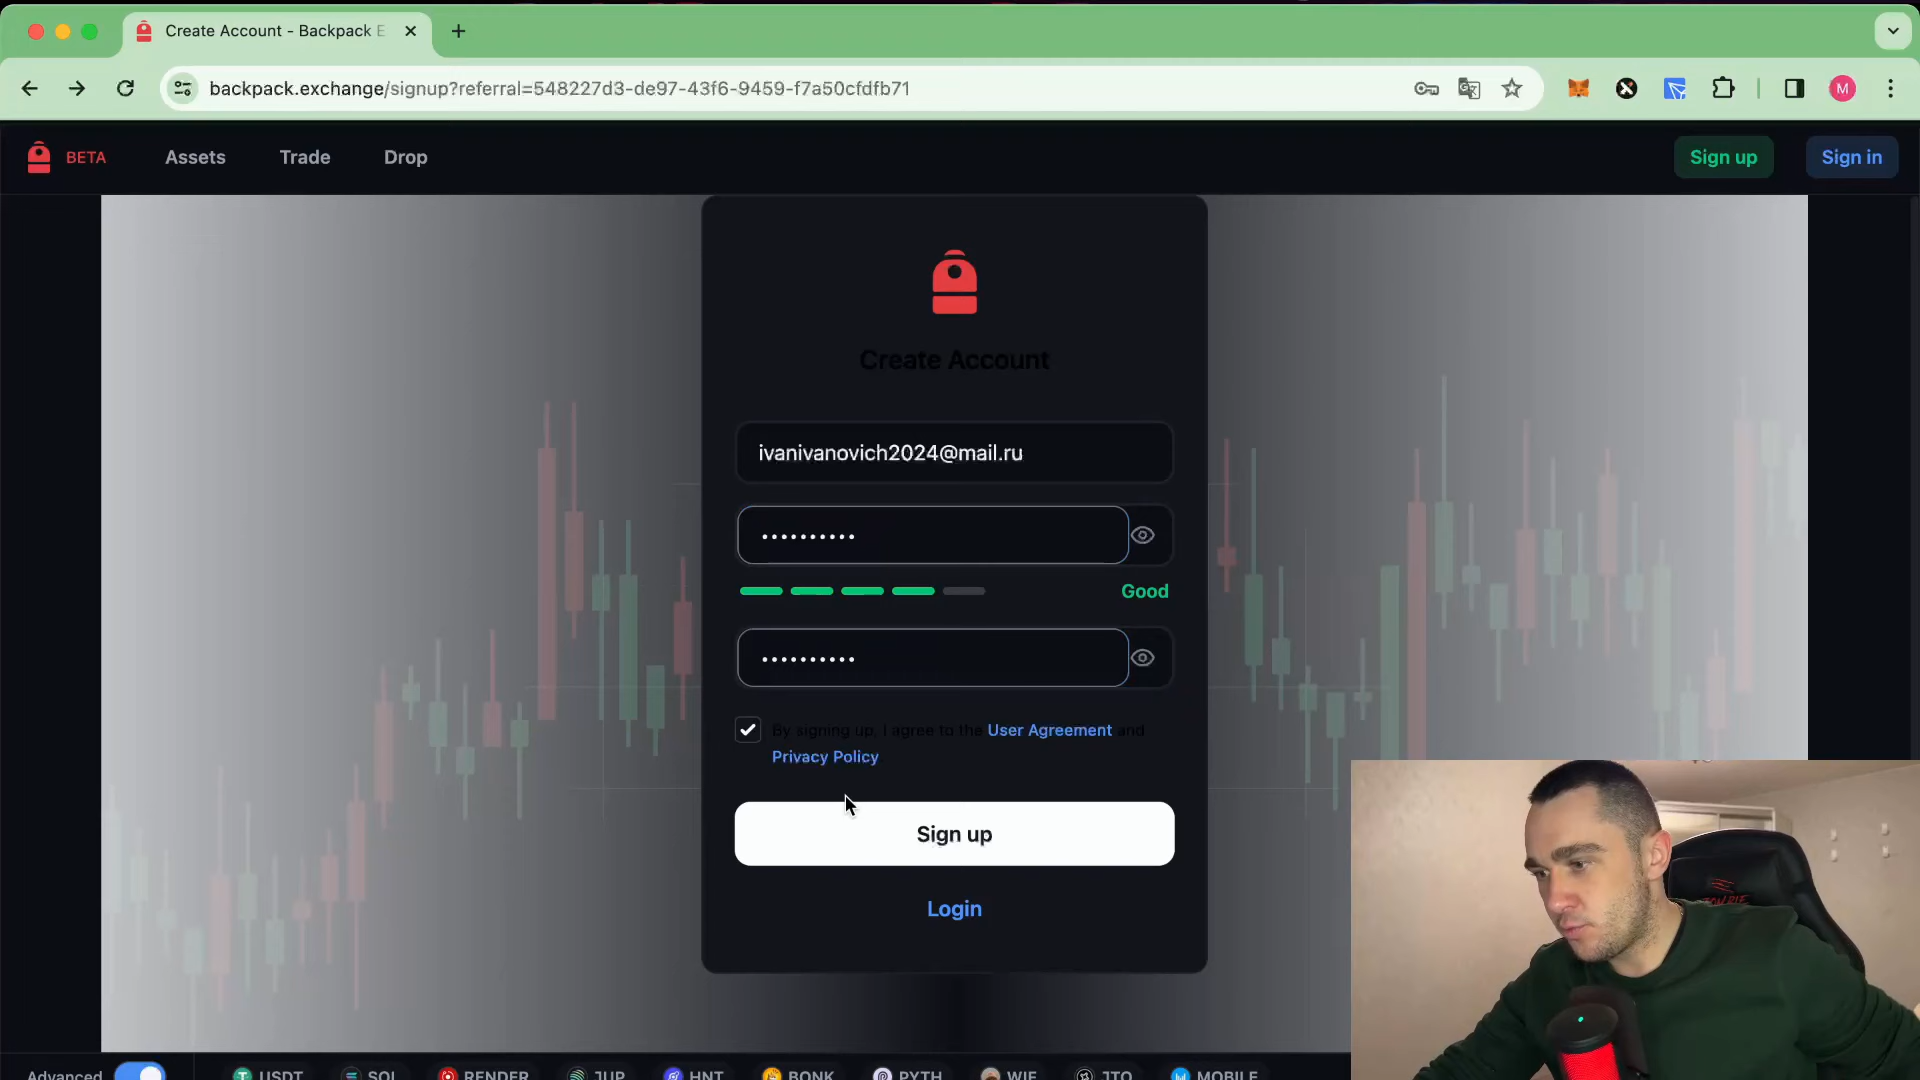 Create Account - Backpack E
backpack.exchange/signup?referral=548227d3-de97-43f6-9459-f7a50cfdfb71
M
BETA
Assets
Trade
Drop
Sign up
Sign in
Create Account
ivanivanovich2024@mail.ru
••••••••••
Good
••••••••••
By signing up, I agree to the User Agreement and
Privacy Policy
Sign up
Login
Advanced
USDT
SOL
RENDER
JUP
HNT
BONK
PYTH
WIF
JTO
MOBILE